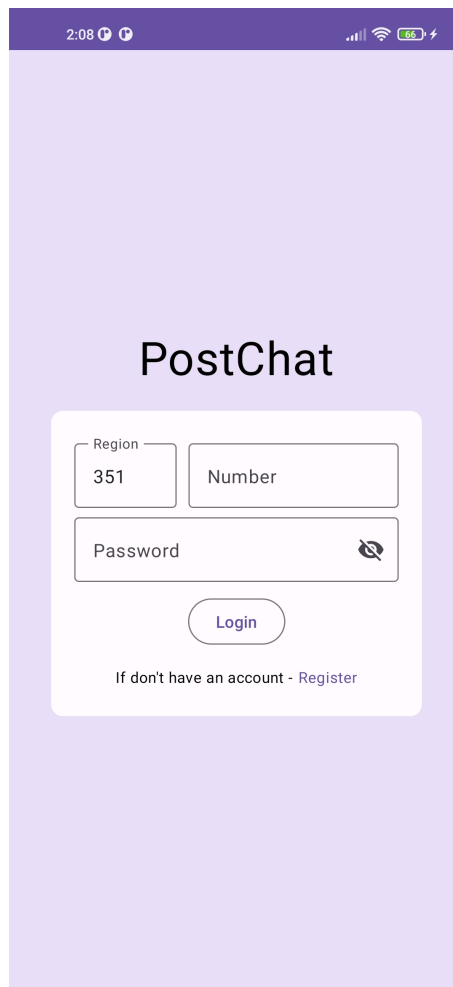 2:08 66
PostChat
Region
351 Number
Password
Login
If don't have an account - Register